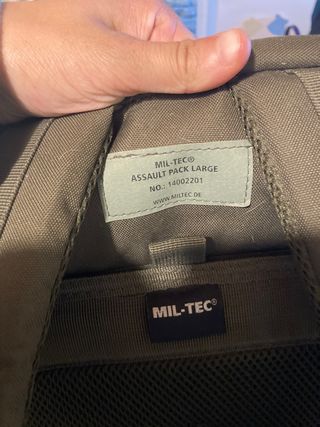 MIL-TEC®
ASSAULT PACK LARGE
NO.: 14002201
WWW.MILTEC.DE
MIL-TEC®